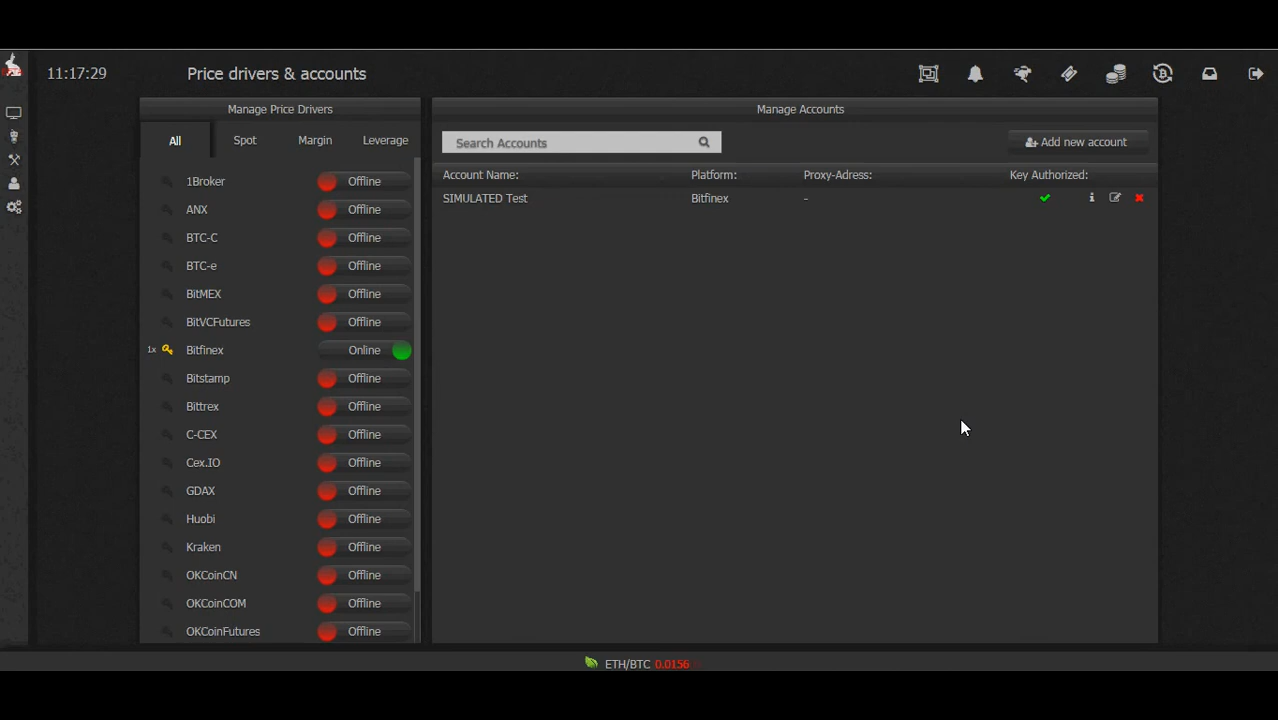 11:17:29
Price drivers & accounts
Manage Price Drivers
All Spot Margin Leverage
1Broker Offline
ANX Offline
BTC-C Offline
BTC-e Offline
BitMEX Offline
BitVCFutures Offline
1x Bitfinex Online
Bitstamp Offline
Bittrex Offline
C-CEX Offline
Cex.IO Offline
GDAX Offline
Huobi Offline
Kraken Offline
OKCoinCN Offline
OKCoinCOM Offline
OKCoinFutures Offline
Manage Accounts
Search Accounts
Add new account
Account Name: Platform: Proxy-Adress: Key Authorized:
SIMULATED Test Bitfinex -
ETH/BTC 0.0156